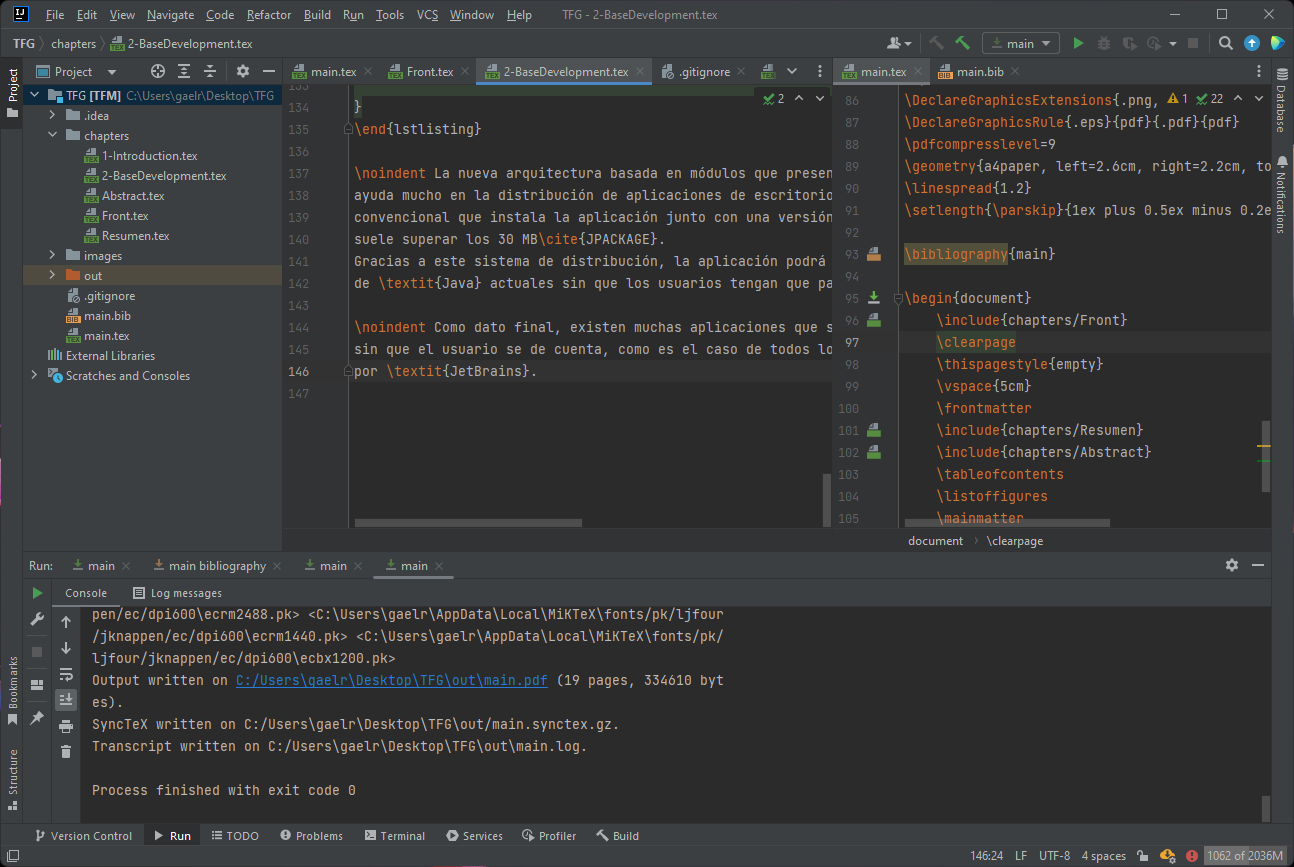 File Edit View Navigate Code Refactor Build Run Tools VCS Window Help TFG - 2-BaseDevelopment.tex
TFG chapters 2-BaseDevelopment.tex main
Project
Project
main.tex Front.tex 2-BaseDevelopment.tex .gitignore
main.tex main.bib
TFG [TFM] C:\Users\gaelr\Desktop\TFG
.idea
chapters
1-Introduction.tex
2-BaseDevelopment.tex
Abstract.tex
Front.tex
Resumen.tex
images
out
.gitignore
main.bib
main.tex
External Libraries
Scratches and Consoles
2
133
134 }
135 \end{lstlisting}
136
137 \noindent La nueva arquitectura basada en módulos que presen
138 ayuda mucho en la distribución de aplicaciones de escritorio
139 convencional que instala la aplicación junto con una versión
140 suele superar los 30 MB\cite{JPACKAGE}.
141 Gracias a este sistema de distribución, la aplicación podrá
142 de \textit{Java} actuales sin que los usuarios tengan que pa
143
144 \noindent Como dato final, existen muchas aplicaciones que s
145 sin que el usuario se de cuenta, como es el caso de todos lo
146 por \textit{JetBrains}.
147
1 22
86 \DeclareGraphicsExtensions{.png,
87 \DeclareGraphicsRule{.eps}{pdf}{.pdf}{pdf}
88 \pdfcompresslevel=9
89 \geometry{a4paper, left=2.6cm, right=2.2cm, to
90 \linespread{1.2}
91 \setlength{\parskip}{1ex plus 0.5ex minus 0.2e
92
93 \bibliography{main}
94
95 \begin{document}
96 \include{chapters/Front}
97 \clearpage
98 \thispagestyle{empty}
99 \vspace{5cm}
100 \frontmatter
101 \include{chapters/Resumen}
102 \include{chapters/Abstract}
103 \tableofcontents
104 \listoffigures
105 \mainmatter
document \clearpage
Database
Notifications
Run: main main bibliography main main
Console Log messages
pen/ec/dpi600\ecrm2488.pk> <C:\Users\gaelr\AppData\Local\MiKTeX\fonts/pk/ljfour
/jknappen/ec/dpi600\ecrm1440.pk> <C:\Users\gaelr\AppData\Local\MiKTeX\fonts/pk/
ljfour/jknappen/ec/dpi600\ecbx1200.pk>
Output written on C:/Users\gaelr\Desktop\TFG\out\main.pdf (19 pages, 334610 byt
es).
SyncTeX written on C:/Users\gaelr\Desktop\TFG\out/main.synctex.gz.
Transcript written on C:/Users\gaelr\Desktop\TFG\out\main.log.
Process finished with exit code 0
Bookmarks
Structure
Version Control Run TODO Problems Terminal Services Profiler Build
146:24 LF UTF-8 4 spaces 1062 of 2036M